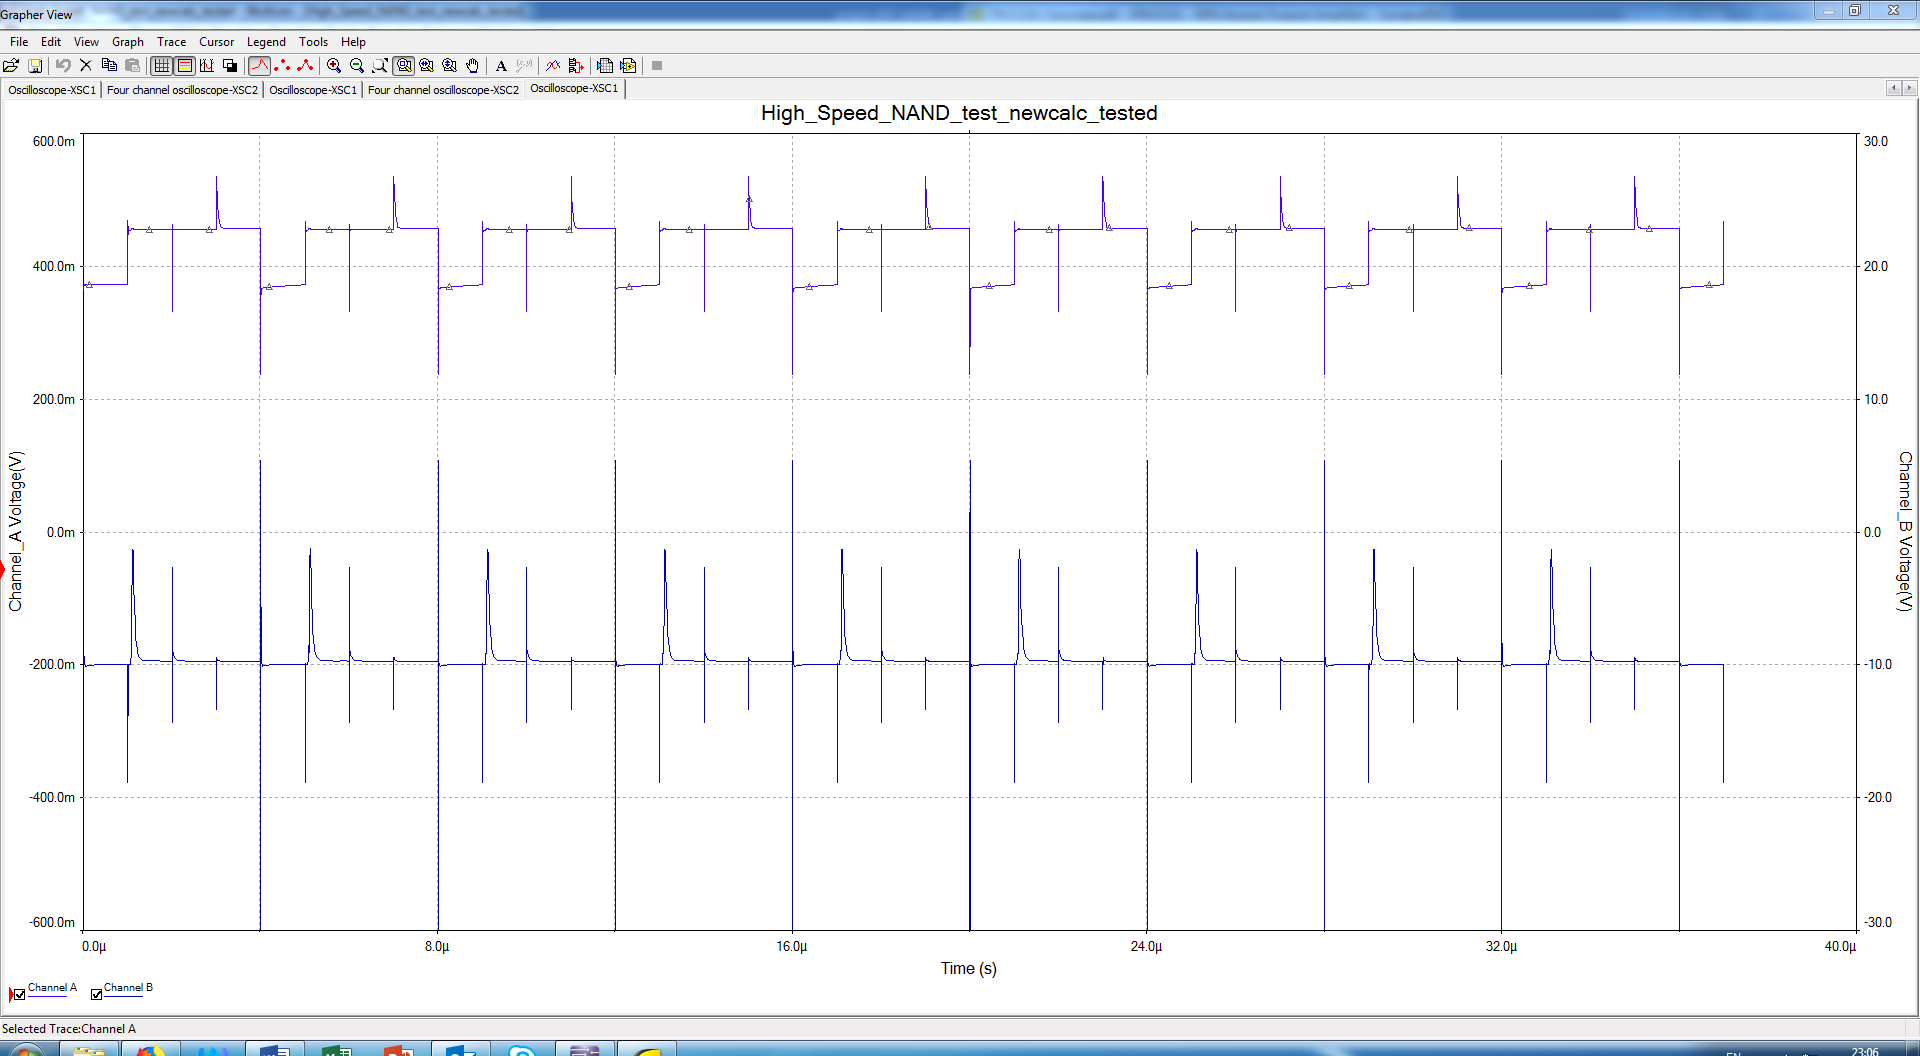 Grapher View
File Edit View Graph Trace Cursor Legend Tools Help
A
Oscilloscope-XSC1 Four channel oscilloscope-XSC2 Oscilloscope-XSC1 Four channel oscilloscope-XSC2 Oscilloscope-XSC1
High_Speed_NAND_test_newcalc_tested
600.0m 30.0
400.0m 20.0
200.0m 10.0
Channel_A Voltage(V)
Channel_B Voltage(V)
0.0m 0.0
-200.0m -10.0
-400.0m -20.0
-600.0m -30.0
0.0µ 8.0µ 16.0µ 24.0µ 32.0µ 40.0µ
Time (s)
Channel A Channel B
Selected Trace:Channel A
EN 23:06